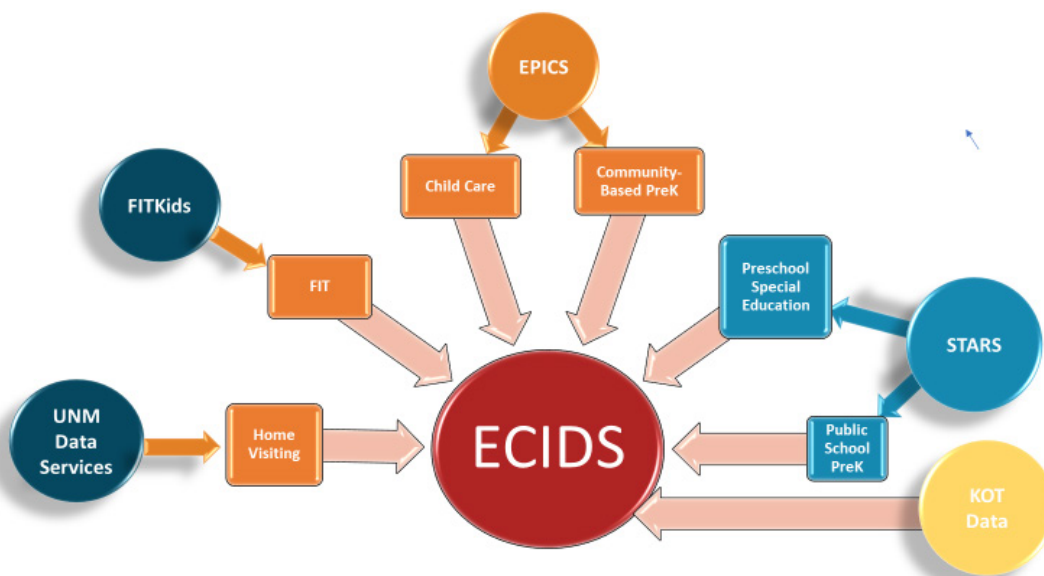 EPICS
Child Care
Community-
Based PreK
FITKids
FIT
Preschool
Special
Education
STARS
UNM
Data
Services
Home
Visiting
ECIDS
Public
School
PreK
KOT
Data